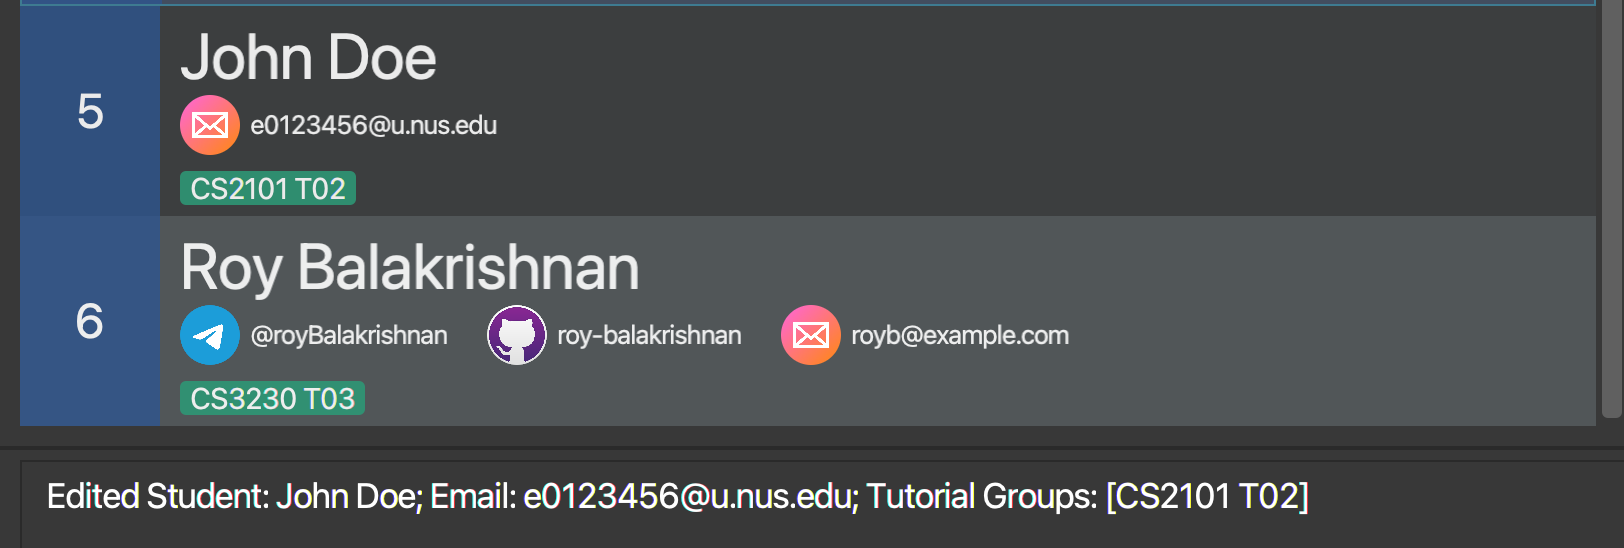 5
John Doe
e0123456@u.nus.edu
CS2101 T02
6
Roy Balakrishnan
@royBalakrishnan roy-balakrishnan royb@example.com
CS3230 T03
Edited Student: John Doe; Email: e0123456@u.nus.edu; Tutorial Groups: [CS2101 T02]